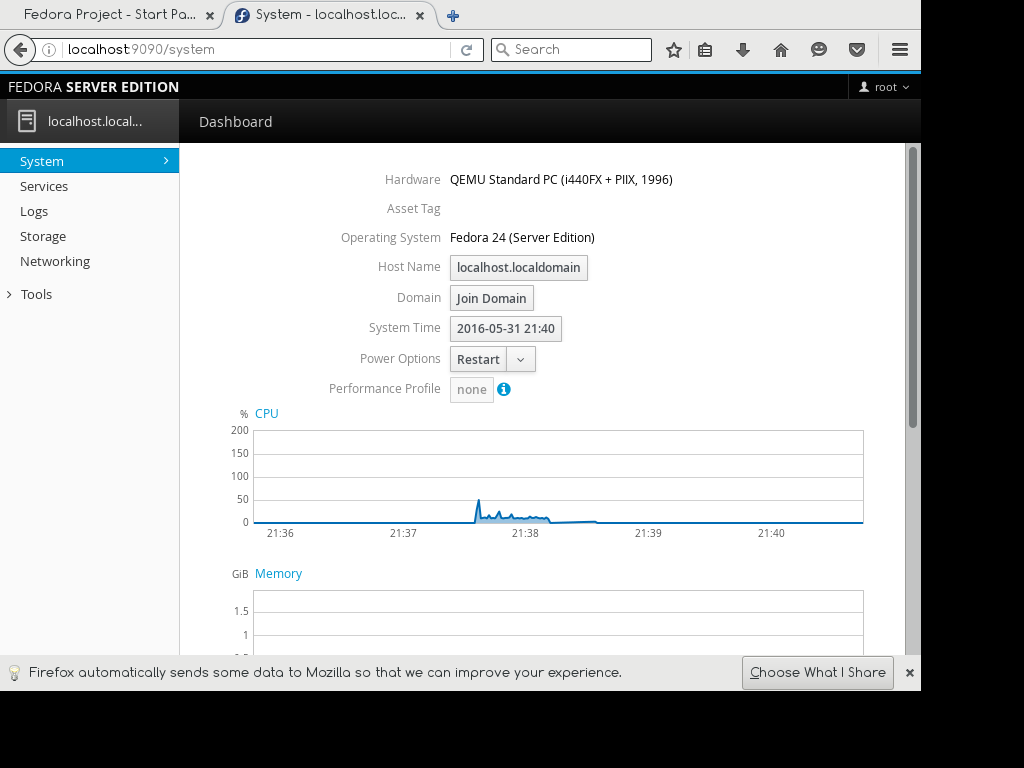 Fedora Project - Start Pa...
System - localhost.loc...
localhost:9090/system
Search
FEDORA SERVER EDITION
root
localhost.local...
Dashboard
System
Services
Logs
Storage
Networking
Tools
Hardware QEMU Standard PC (i440FX + PIIX, 1996)
Asset Tag
Operating System Fedora 24 (Server Edition)
Host Name localhost.localdomain
Domain Join Domain
System Time 2016-05-31 21:40
Power Options Restart
Performance Profile none
% CPU
200
150
100
50
0
21:36 21:37 21:38 21:39 21:40
GiB Memory
1.5
1
Firefox automatically sends some data to Mozilla so that we can improve your experience.
Choose What I Share